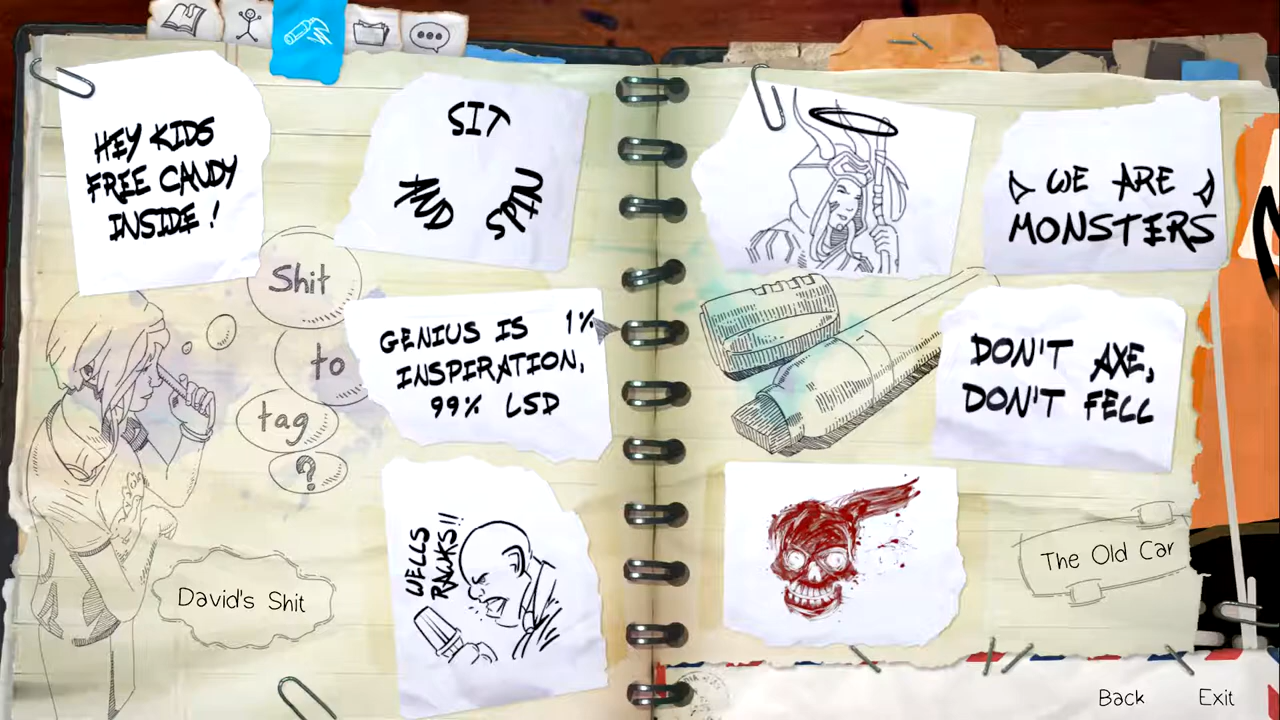 HEY KIDS
FREE CANDY
INSIDE!
SIT
AND SPIN
Shit
to
tag
?
GENIUS IS 1%
INSPIRATION,
99% LSD
WELLS
RACKS!!
David's Shit
WE ARE
MONSTERS
DON'T AXE,
DON'T FELL
The Old Car
Back Exit